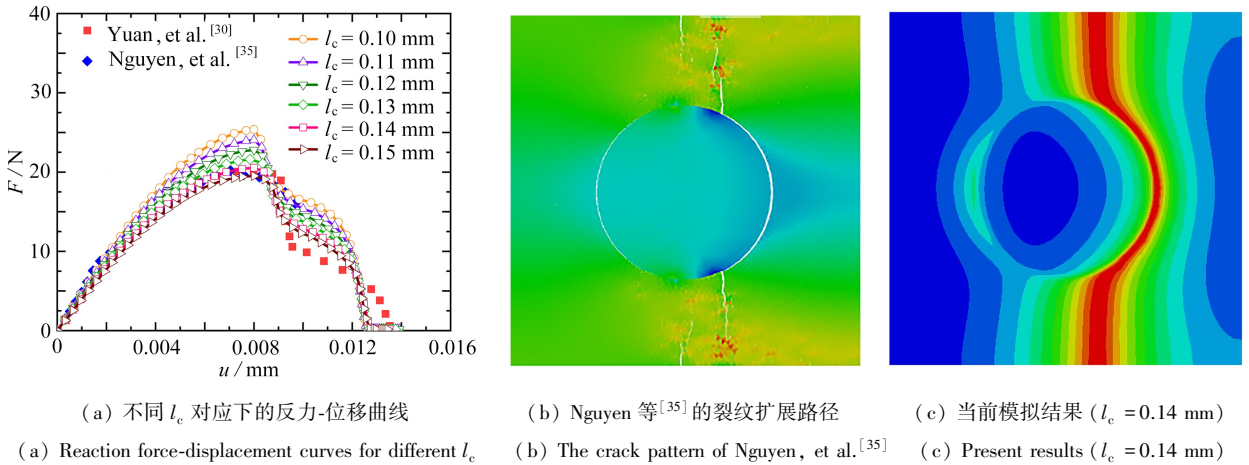 40
30
20
10
0
F/N
0
0.004
0.008
0.012
0.016
u/mm
Yuan, et al.[30]
Nguyen, et al.[35]
lc = 0.10 mm
lc = 0.11 mm
lc = 0.12 mm
lc = 0.13 mm
lc = 0.14 mm
lc = 0.15 mm
(a) 不同 lc 对应下的反力-位移曲线
(b) Nguyen 等[35]的裂纹扩展路径
(c) 当前模拟结果 (lc = 0.14 mm)
(a) Reaction force-displacement curves for different lc
(b) The crack pattern of Nguyen, et al.[35]
(c) Present results (lc = 0.14 mm)